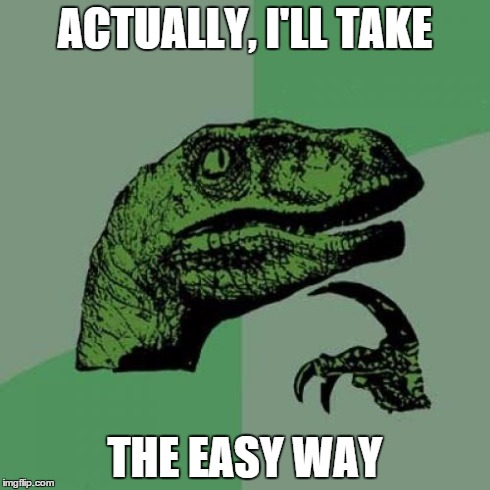 ACTUALLY, I'LL TAKE
THE EASY WAY
imgflip.com